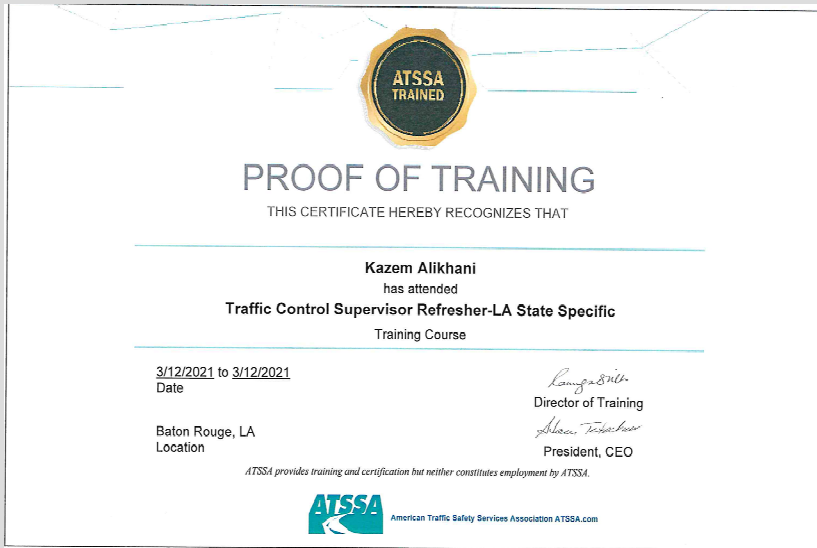 ATSSA
TRAINED
PROOF OF TRAINING
THIS CERTIFICATE HEREBY RECOGNIZES THAT
Kazem Alikhani
has attended
Traffic Control Supervisor Refresher-LA State Specific
Training Course
3/12/2021 to 3/12/2021
Date
Director of Training
Baton Rouge, LA
Location
President, CEO
ATSSA provides training and certification but neither constitutes employment by ATSSA.
ATSSA
American Traffic Safety Services Association ATSSA.com